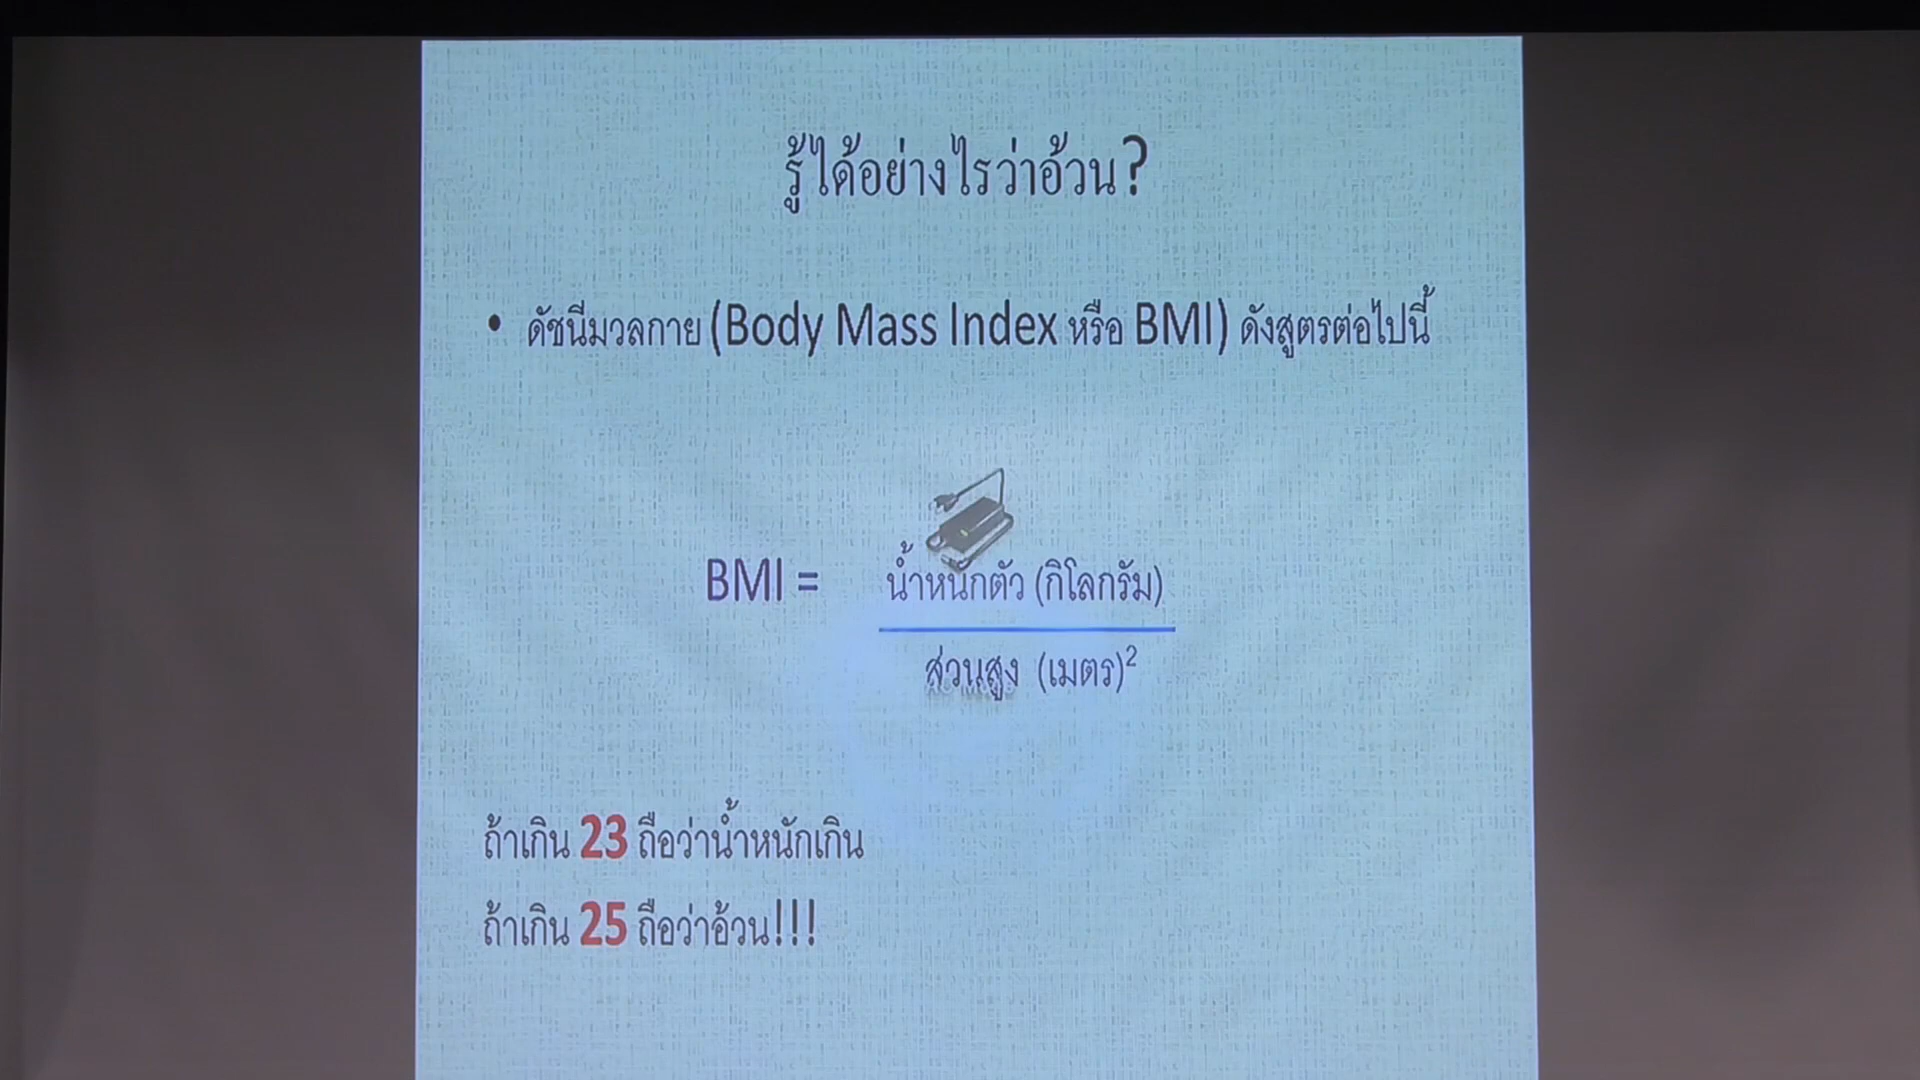 รู้ได้อย่างไรว่าอ้วน?
• ดัชนีมวลกาย (Body Mass Index หรือ BMI) ดังสูตรต่อไปนี้
BMI = น้ำหนักตัว (กิโลกรัม)
ส่วนสูง (เมตร)²
ถ้าเกิน 23 ถือว่าน้ำหนักเกิน
ถ้าเกิน 25 ถือว่าอ้วน!!!